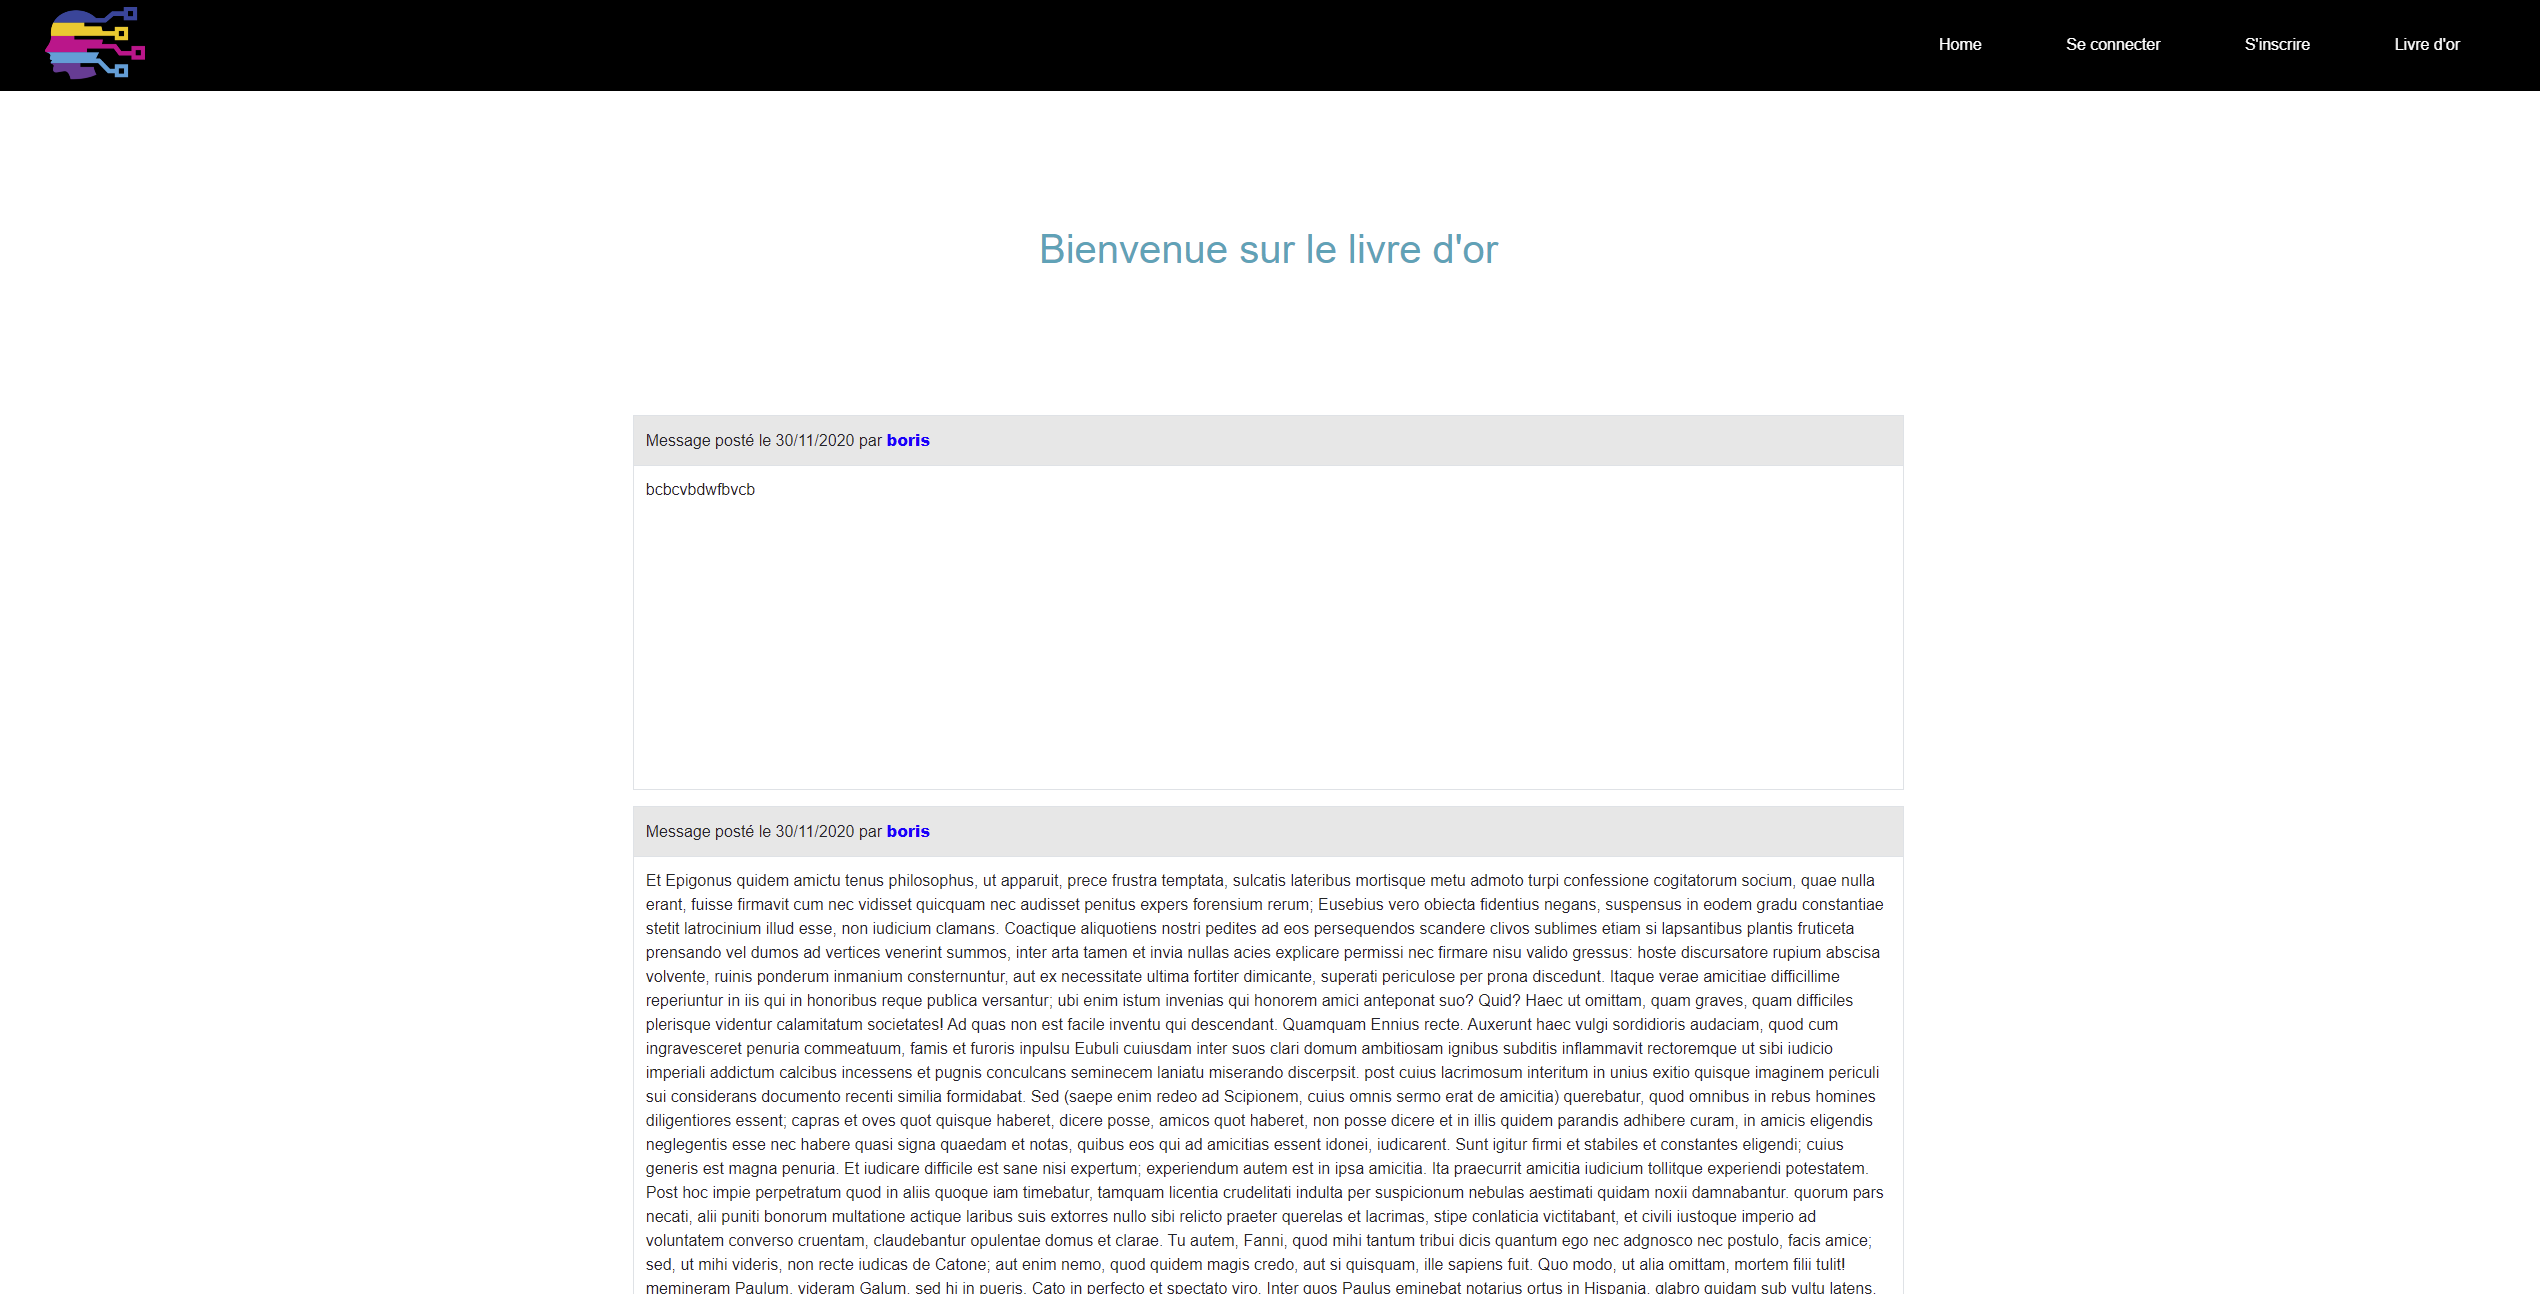 Home Se connecter S'inscrire Livre d'or
Bienvenue sur le livre d'or
Message posté le 30/11/2020 par boris
bcbcvbdwfbvcb
Message posté le 30/11/2020 par boris
Et Epigonus quidem amictu tenus philosophus, ut apparuit, prece frustra temptata, sulcatis lateribus mortisque metu admoto turpi confessione cogitatorum socium, quae nulla
erant, fuisse firmavit cum nec vidisset quicquam nec audisset penitus expers forensium rerum; Eusebius vero obiecta fidentius negans, suspensus in eodem gradu constantiae
stetit latrocinium illud esse, non iudicium clamans. Coactique aliquotiens nostri pedites ad eos persequendos scandere clivos sublimes etiam si lapsantibus plantis fruticeta
prensando vel dumos ad vertices venerint summos, inter arta tamen et invia nullas acies explicare permissi nec firmare nisu valido gressus: hoste discursatore rupium abscisa
volvente, ruinis ponderum inmanium consternuntur, aut ex necessitate ultima fortiter dimicante, superati periculose per prona discedunt. Itaque verae amicitiae difficillime
reperiuntur in iis qui in honoribus reque publica versantur; ubi enim istum invenias qui honorem amici anteponat suo? Quid? Haec ut omittam, quam graves, quam difficiles
plerisque videntur calamitatum societates! Ad quas non est facile inventu qui descendant. Quamquam Ennius recte. Auxerunt haec vulgi sordidioris audaciam, quod cum
ingravesceret penuria commeatuum, famis et furoris inpulsu Eubuli cuiusdam inter suos clari domum ambitiosam ignibus subditis inflammavit rectoremque ut sibi iudicio
imperiali addictum calcibus incessens et pugnis conculcans seminecem laniatu miserando discerpsit. post cuius lacrimosum interitum in unius exitio quisque imaginem periculi
sui considerans documento recenti similia formidabat. Sed (saepe enim redeo ad Scipionem, cuius omnis sermo erat de amicitia) querebatur, quod omnibus in rebus homines
diligentiores essent; capras et oves quot quisque haberet, dicere posse, amicos quot haberet, non posse dicere et in illis quidem parandis adhibere curam, in amicis eligendis
neglegentis esse nec habere quasi signa quaedam et notas, quibus eos qui ad amicitias essent idonei, iudicarent. Sunt igitur firmi et stabiles et constantes eligendi; cuius
generis est magna penuria. Et iudicare difficile est sane nisi expertum; experiendum autem est in ipsa amicitia. Ita praecurrit amicitia iudicium tollitque experiendi potestatem.
Post hoc impie perpetratum quod in aliis quoque iam timebatur, tamquam licentia crudelitati indulta per suspicionum nebulas aestimati quidam noxii damnabantur. quorum pars
necati, alii puniti bonorum multatione actique laribus suis extorres nullo sibi relicto praeter querelas et lacrimas, stipe conlaticia victitabant, et civili iustoque imperio ad
voluntatem converso cruentam, claudebantur opulentae domus et clarae. Tu autem, Fanni, quod mihi tantum tribui dicis quantum ego nec adgnosco nec postulo, facis amice;
sed, ut mihi videris, non recte iudicas de Catone; aut enim nemo, quod quidem magis credo, aut si quisquam, ille sapiens fuit. Quo modo, ut alia omittam, mortem filii tulit!
memineram Paulum, videram Galum, sed hi in pueris, Cato in perfecto et spectato viro. Inter quos Paulus eminebat notarius ortus in Hispania, glabro quidam sub vultu latens,